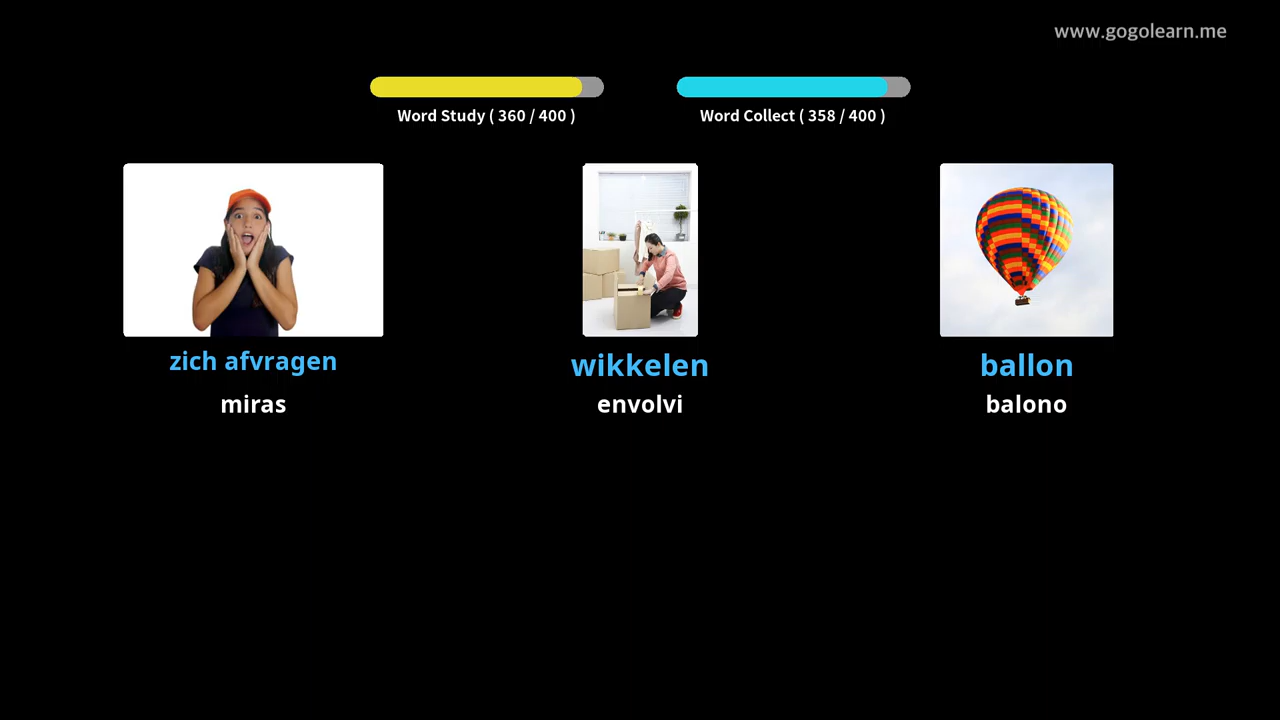 www.gogolearn.me
Word Study ( 360 / 400 )
Word Collect ( 358 / 400 )
zich afvragen
wikkelen
ballon
miras
envolvi
balono